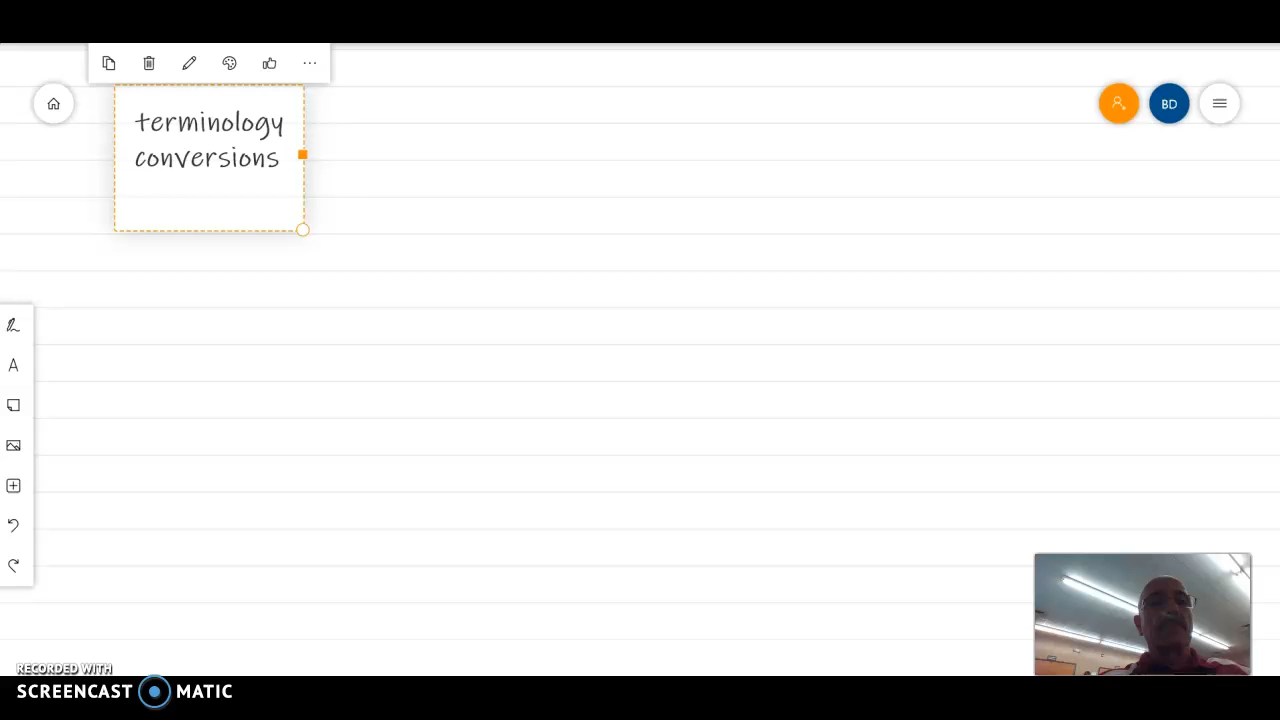 terminology
conversions
BD
A
RECORDED WITH
SCREENCAST MATIC